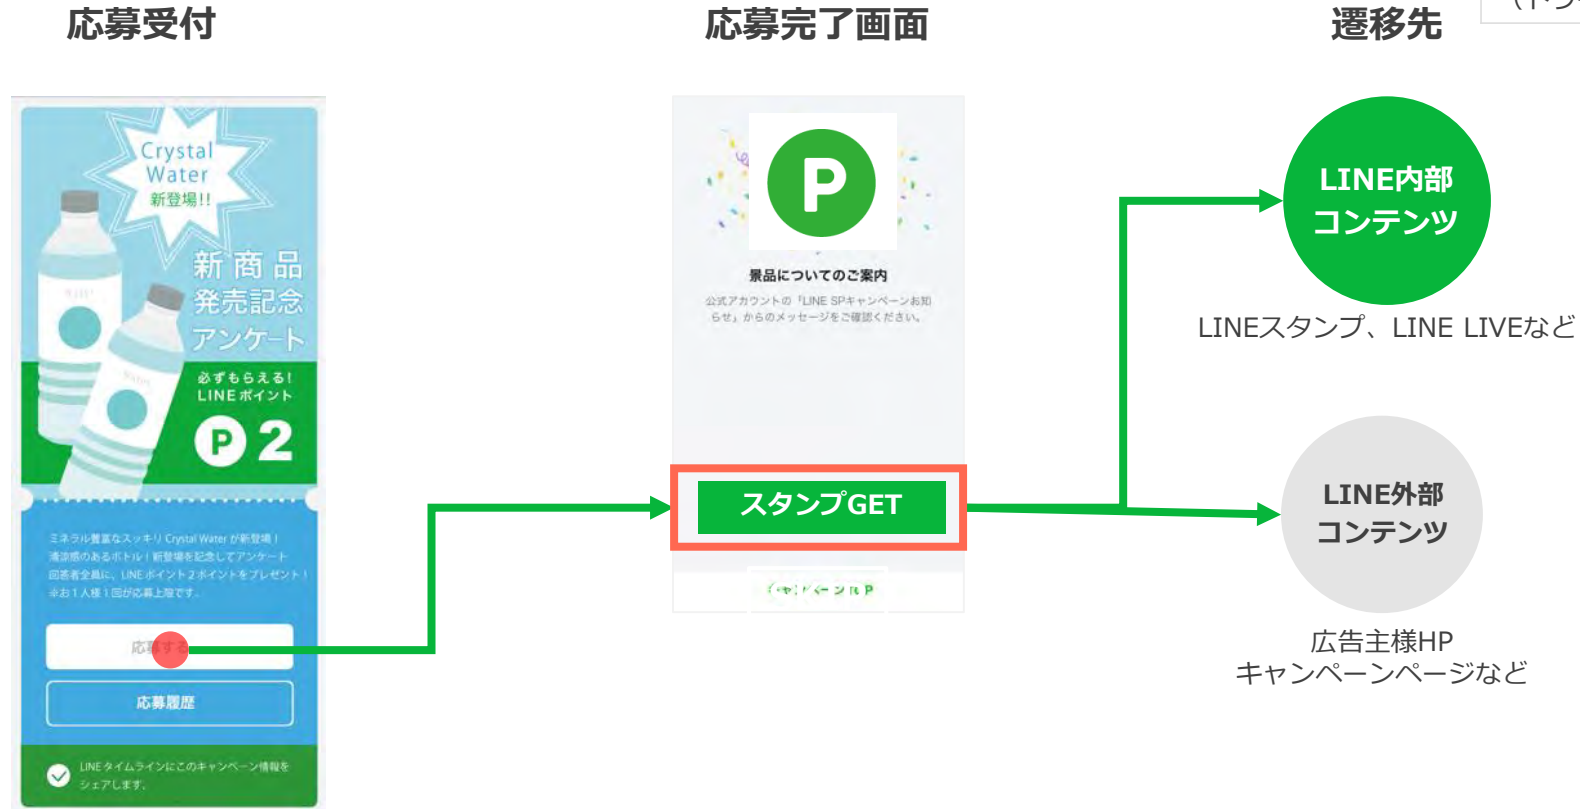 応募受付
応募完了画面
遷移先
Crystal
Water
新登場!!
新商品
発売記念
アンケート
必ずもらえる!
LINEポイント
P 2
ミネラル豊富なスッキリ Crystal Water が新登場!
清涼感のあるボトル!新登場を記念してアンケート
回答者全員に、LINE ポイント 2 ポイントをプレゼント!
※お1人様1回が応募上限です。
応募する
応募履歴
LINE タイムラインにこのキャンペーン情報を
シェアします。
P
景品についてのご案内
公式アカウントの「LINE SPキャンペーンお知
らせ」からのメッセージをご確認ください。
スタンプGET
LINE内部
コンテンツ
LINEスタンプ、LINE LIVEなど
LINE外部
コンテンツ
広告主様HP
キャンペーンページなど